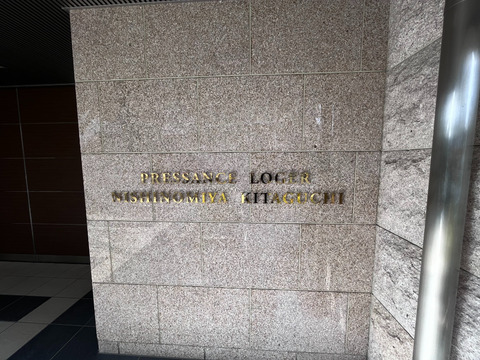 PRESSANCE LOGER
NISHINOMIYA KITAGUCHI